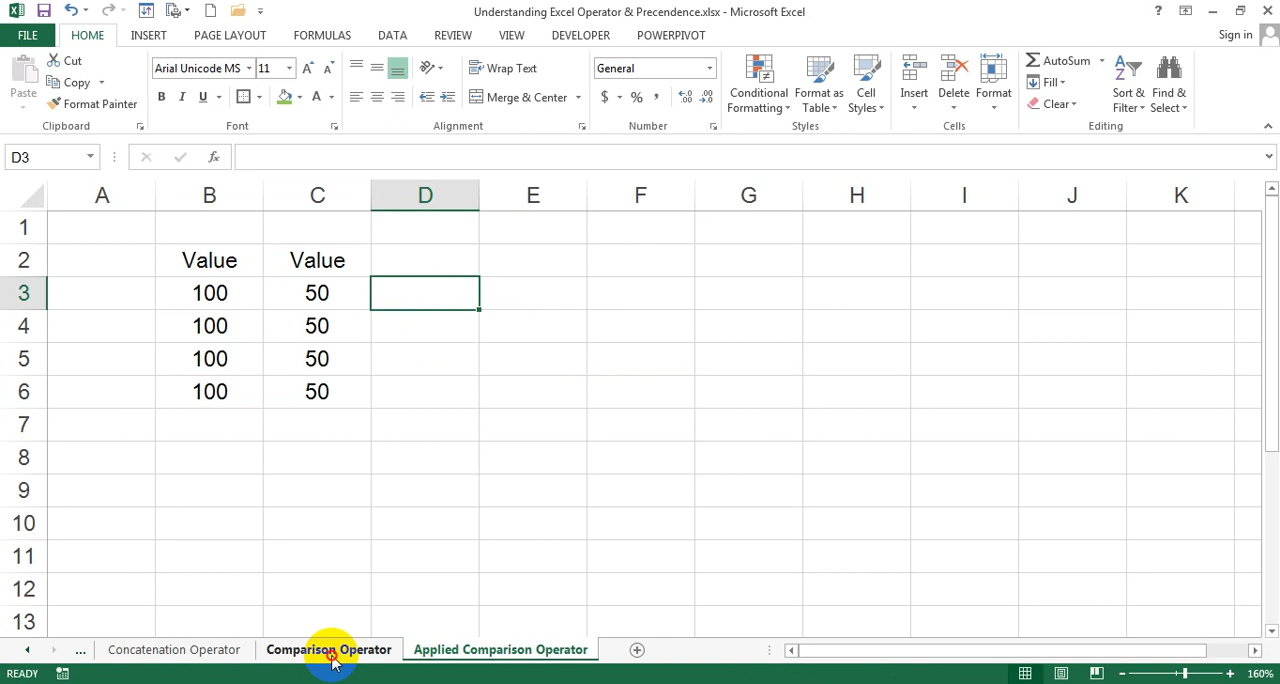 Understanding Excel Operator & Precendence.xlsx - Microsoft Excel
?
FILE HOME INSERT PAGE LAYOUT FORMULAS DATA REVIEW VIEW DEVELOPER POWERPIVOT Sign in
Paste Cut Copy Format Painter
Arial Unicode MS 11 A A
B I U A
Wrap Text
Merge & Center
General
$ % ,
Conditional Formatting Format as Table Cell Styles
Insert Delete Format
AutoSum Fill Clear
Sort & Filter Find & Select
Clipboard Font Alignment Number Styles Cells Editing
D3 fx
A B C D E F G H I J K
1
2 Value Value
3 100 50
4 100 50
5 100 50
6 100 50
7
8
9
10
11
12
13
... Concatenation Operator Comparison Operator Applied Comparison Operator
READY 160%